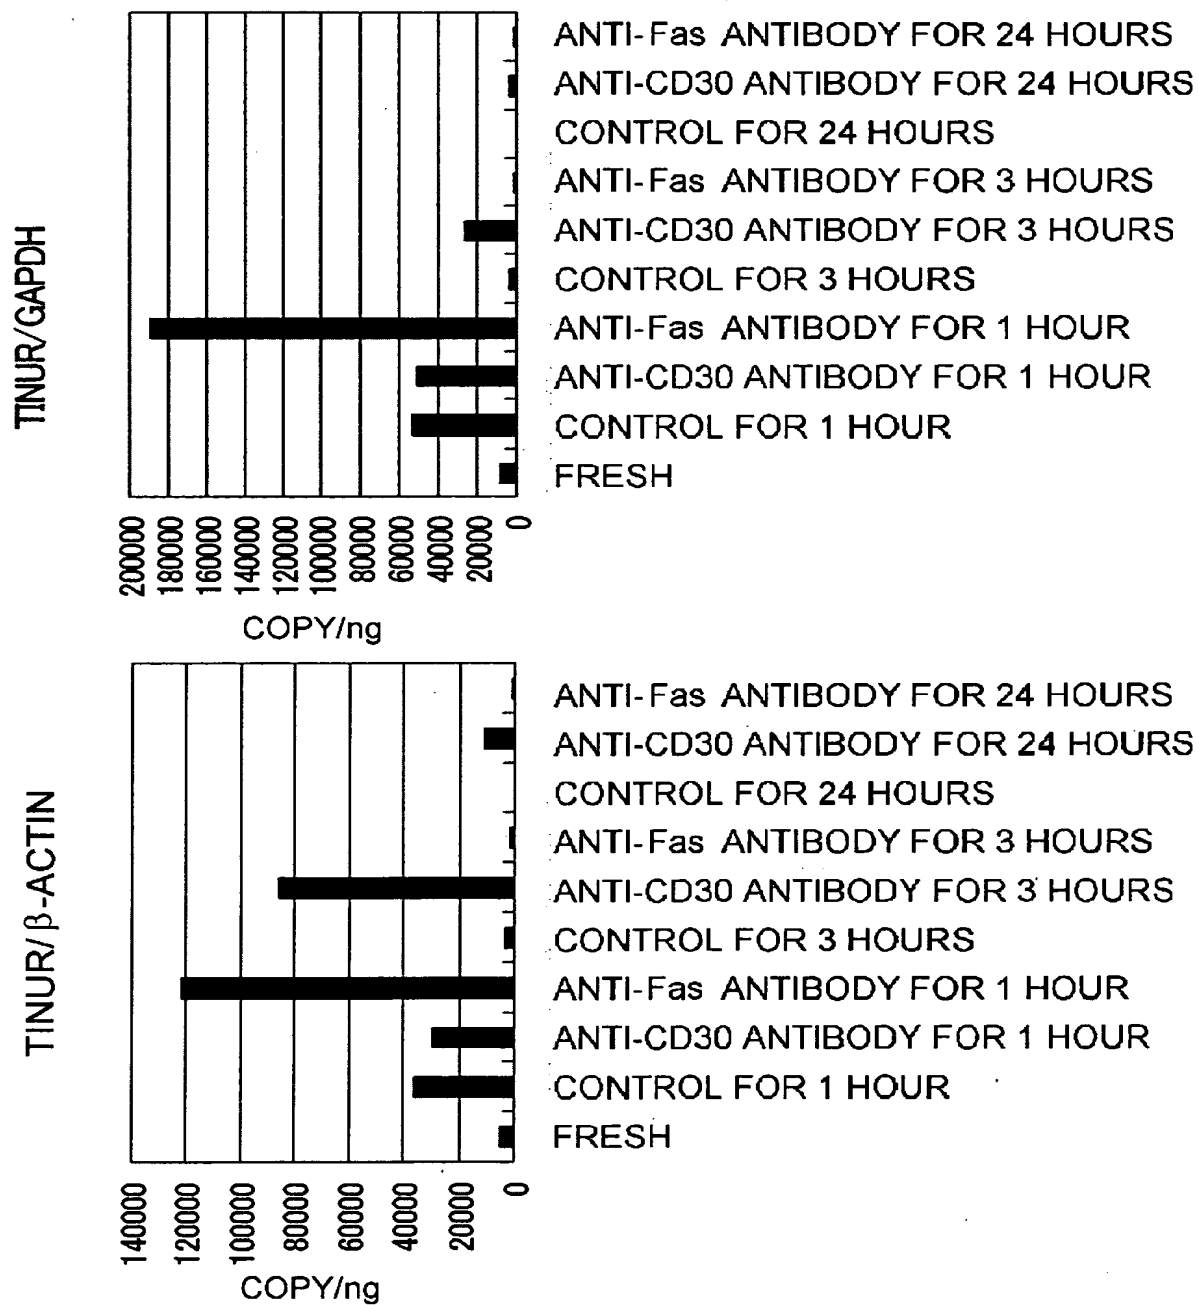 TINUR/GAPDH
ANTI-Fas ANTIBODY FOR 24 HOURS
ANTI-CD30 ANTIBODY FOR 24 HOURS
CONTROL FOR 24 HOURS
ANTI-Fas ANTIBODY FOR 3 HOURS
ANTI-CD30 ANTIBODY FOR 3 HOURS
CONTROL FOR 3 HOURS
ANTI-Fas ANTIBODY FOR 1 HOUR
ANTI-CD30 ANTIBODY FOR 1 HOUR
CONTROL FOR 1 HOUR
FRESH
200000
180000
160000
140000
120000
100000
80000
60000
40000
20000
0
COPY/ng
TINUR/β-ACTIN
ANTI-Fas ANTIBODY FOR 24 HOURS
ANTI-CD30 ANTIBODY FOR 24 HOURS
CONTROL FOR 24 HOURS
ANTI-Fas ANTIBODY FOR 3 HOURS
ANTI-CD30 ANTIBODY FOR 3 HOURS
CONTROL FOR 3 HOURS
ANTI-Fas ANTIBODY FOR 1 HOUR
ANTI-CD30 ANTIBODY FOR 1 HOUR
CONTROL FOR 1 HOUR
FRESH
140000
120000
100000
80000
60000
40000
20000
0
COPY/ng